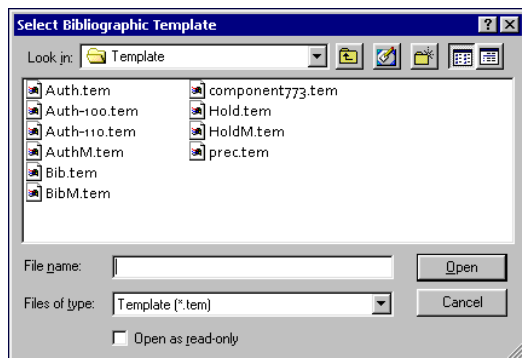 Select Bibliographic Template
Look in: Template
Auth.tem
Auth-100.tem
Auth-110.tem
AuthM.tem
Bib.tem
BibM.tem
component773.tem
Hold.tem
HoldM.tem
prec.tem
File name:
Open
Files of type: Template (*.tem)
Cancel
Open as read-only